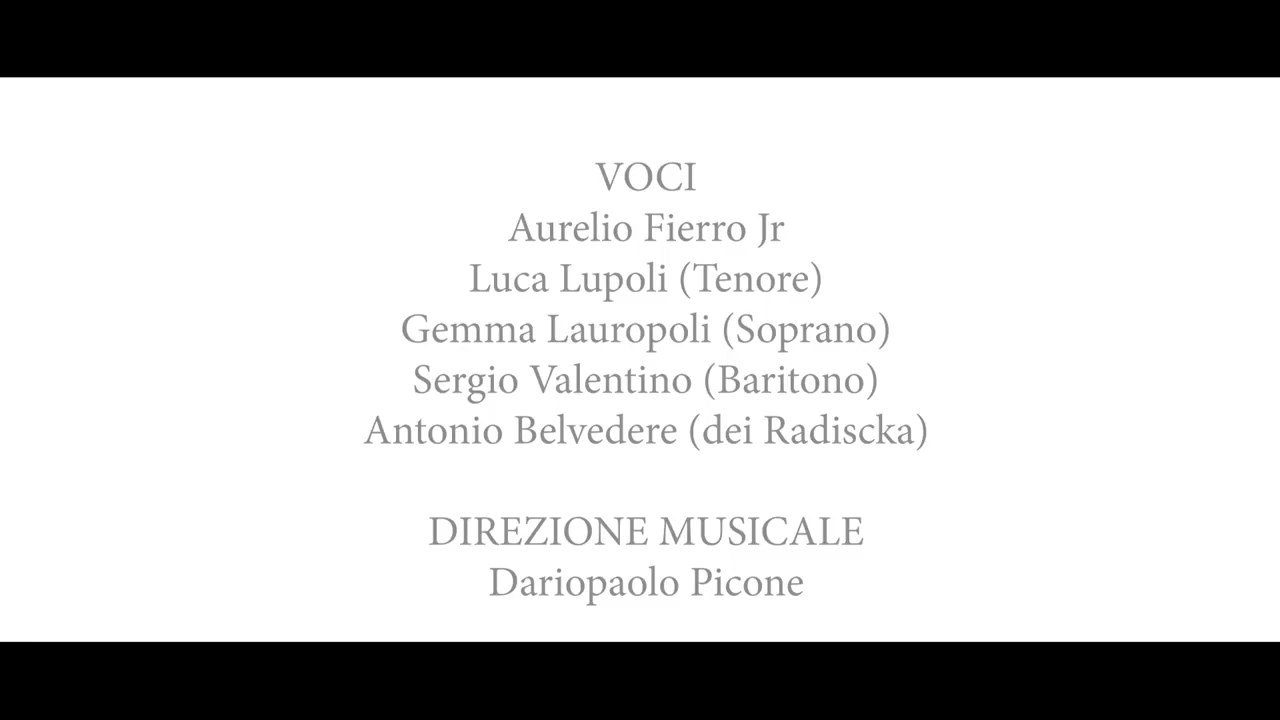 VOCI
Aurelio Fierro Jr
Luca Lupoli (Tenore)
Gemma Lauropoli (Soprano)
Sergio Valentino (Baritono)
Antonio Belvedere (dei Radiscka)
DIREZIONE MUSICALE
Dariopaolo Picone